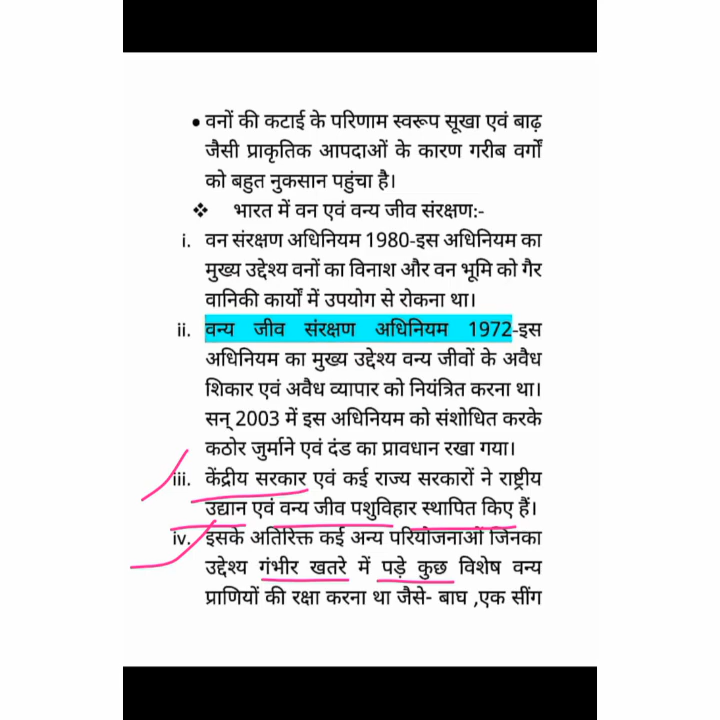 • वनों की कटाई के परिणाम स्वरूप सूखा एवं बाढ़
जैसी प्राकृतिक आपदाओं के कारण गरीब वर्गों
को बहुत नुकसान पहुंचा है।
❖ भारत में वन एवं वन्य जीव संरक्षण:-
i. वन संरक्षण अधिनियम 1980-इस अधिनियम का
मुख्य उद्देश्य वनों का विनाश और वन भूमि को गैर
वानिकी कार्यों में उपयोग से रोकना था।
ii. वन्य जीव संरक्षण अधिनियम 1972-इस
अधिनियम का मुख्य उद्देश्य वन्य जीवों के अवैध
शिकार एवं अवैध व्यापार को नियंत्रित करना था।
सन् 2003 में इस अधिनियम को संशोधित करके
कठोर जुर्माने एवं दंड का प्रावधान रखा गया।
iii. केंद्रीय सरकार एवं कई राज्य सरकारों ने राष्ट्रीय
उद्यान एवं वन्य जीव पशुविहार स्थापित किए हैं।
iv. इसके अतिरिक्त कई अन्य परियोजनाओं जिनका
उद्देश्य गंभीर खतरे में पड़े कुछ विशेष वन्य
प्राणियों की रक्षा करना था जैसे- बाघ ,एक सींग